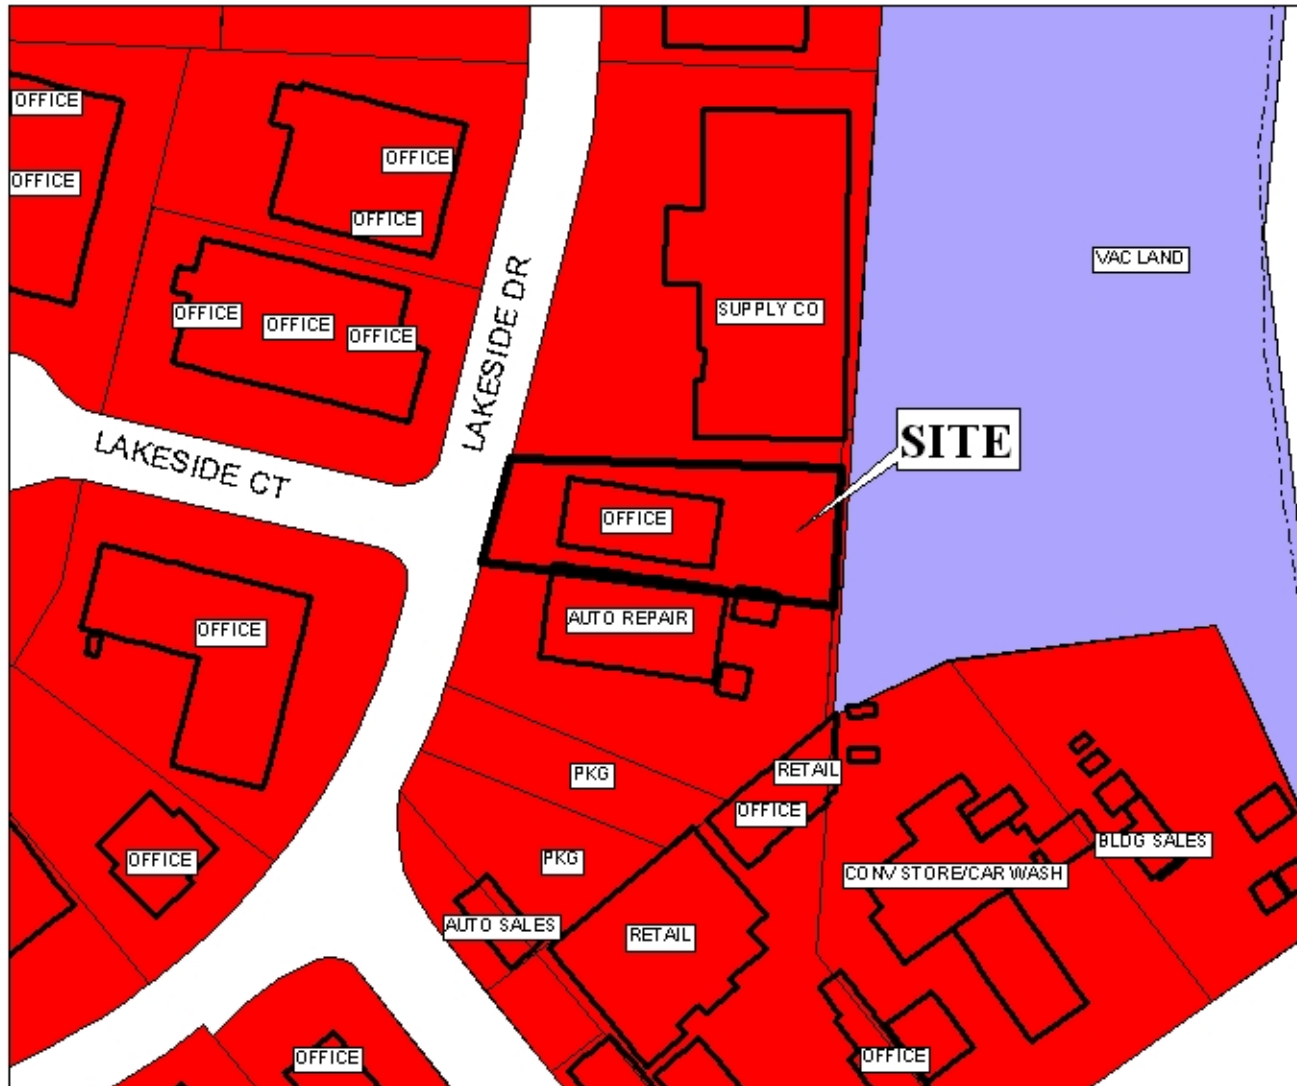 OFFICE
OFFICE
OFFICE
OFFICE
OFFICE
OFFICE
OFFICE
LAKESIDE DR
VAC LAND
SUPPLY CO
LAKESIDE CT
SITE
OFFICE
AUTO REPAIR
OFFICE
PKG
RETAIL
OFFICE
PKG
OFFICE
BLDG SALES
CONV STORE/CAR WASH
AUTO SALES
RETAIL
OFFICE
OFFICE